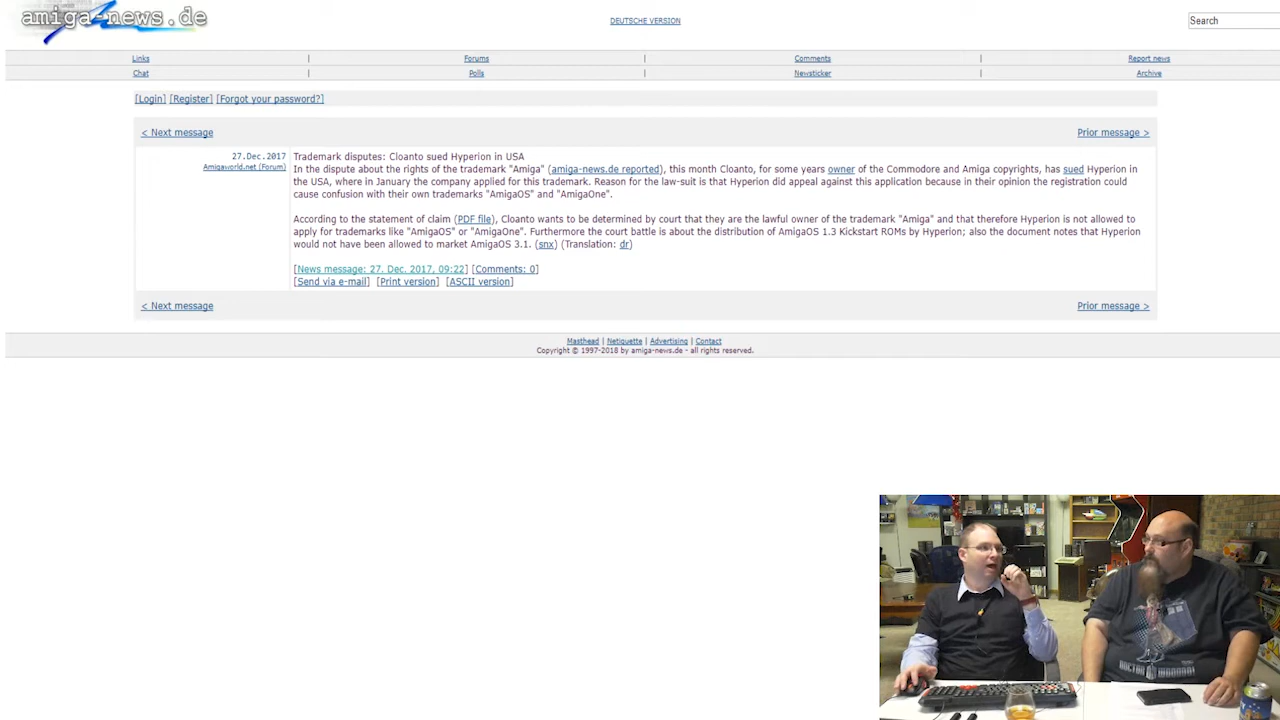 amiga-news.de
DEUTSCHE VERSION
Search
Links | Forums | Comments | Report news
Chat | Polls | Newsticker | Archive
[Login] [Register] [Forgot your password?]
< Next message Prior message >
27.Dec.2017
Amigaworld.net (Forum)
Trademark disputes: Cloanto sued Hyperion in USA
In the dispute about the rights of the trademark "Amiga" (amiga-news.de reported), this month Cloanto, for some years owner of the Commodore and Amiga copyrights, has sued Hyperion in
the USA, where in January the company applied for this trademark. Reason for the law-suit is that Hyperion did appeal against this application because in their opinion the registration could
cause confusion with their own trademarks "AmigaOS" and "AmigaOne".
According to the statement of claim (PDF file), Cloanto wants to be determined by court that they are the lawful owner of the trademark "Amiga" and that therefore Hyperion is not allowed to
apply for trademarks like "AmigaOS" or "AmigaOne". Furthermore the court battle is about the distribution of AmigaOS 1.3 Kickstart ROMs by Hyperion; also the document notes that Hyperion
would not have been allowed to market AmigaOS 3.1. (snx) (Translation: dr)
[News message: 27. Dec. 2017, 09:22] [Comments: 0]
[Send via e-mail] [Print version] [ASCII version]
< Next message Prior message >
Masthead | Netiquette | Advertising | Contact
Copyright © 1997-2018 by amiga-news.de - all rights reserved.